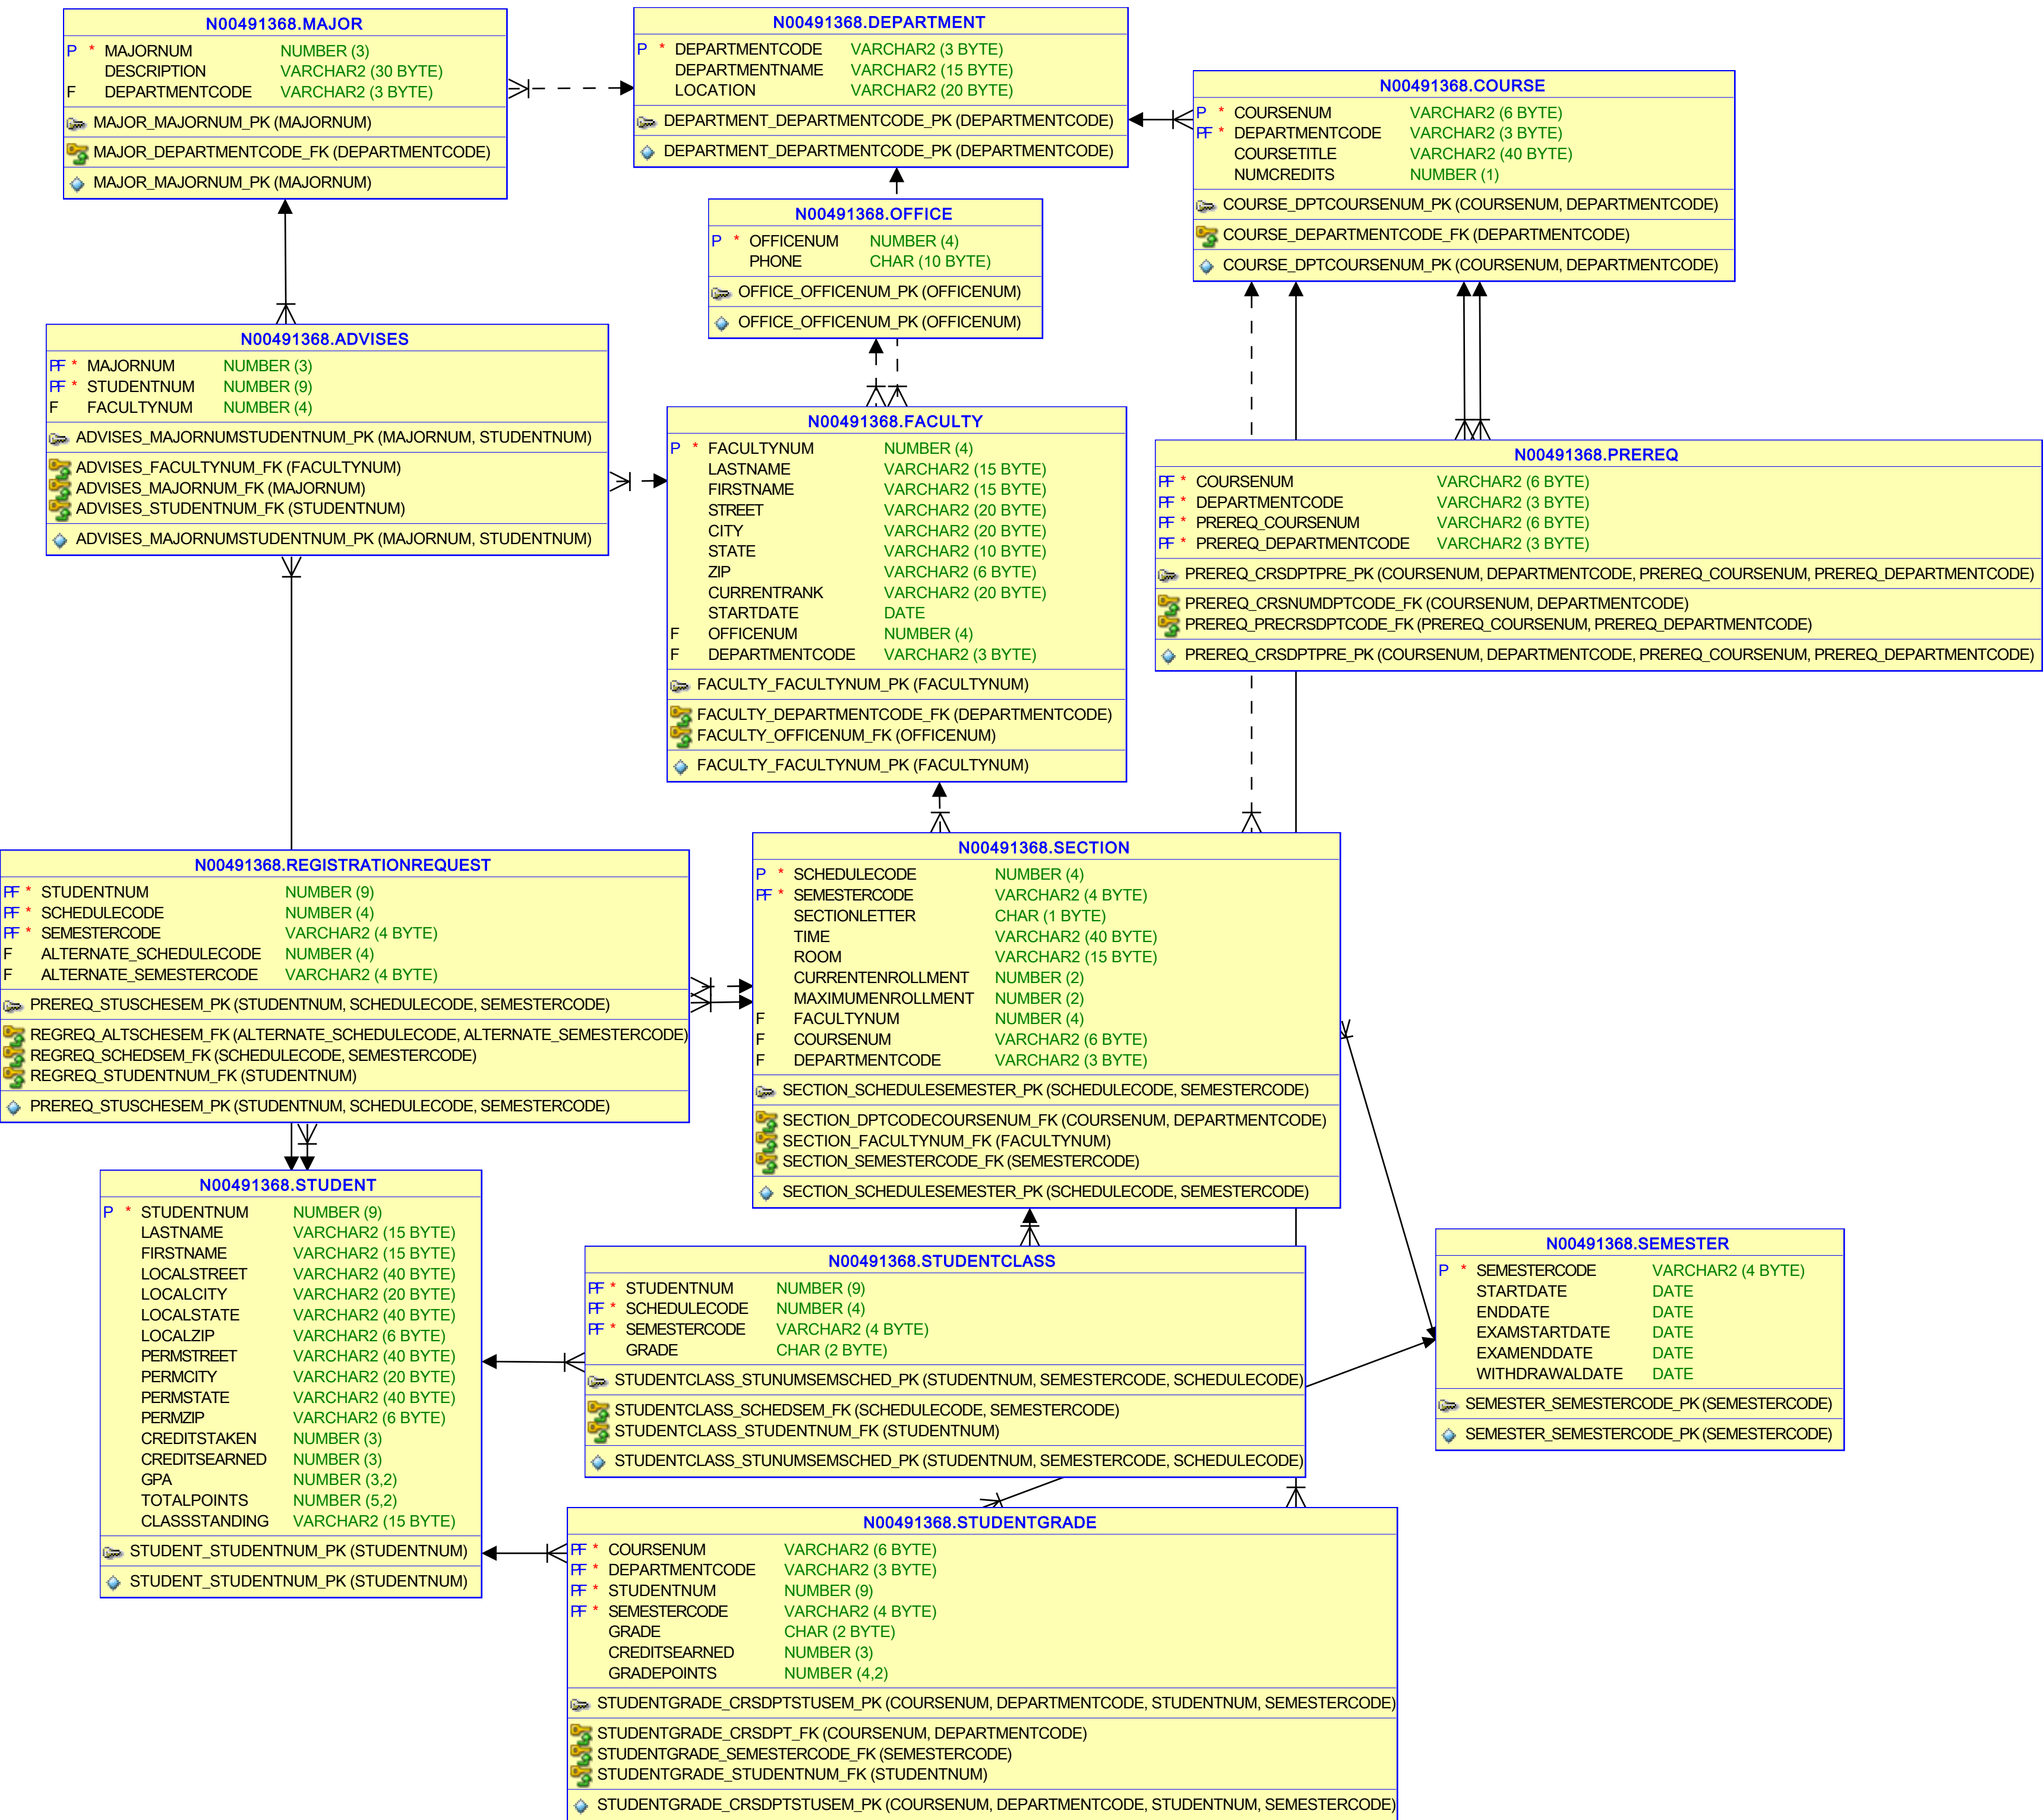 N00491368.MAJOR
P * MAJORNUM NUMBER (3)
DESCRIPTION VARCHAR2 (30 BYTE)
F DEPARTMENTCODE VARCHAR2 (3 BYTE)
MAJOR_MAJORNUM_PK (MAJORNUM)
MAJOR_DEPARTMENTCODE_FK (DEPARTMENTCODE)
MAJOR_MAJORNUM_PK (MAJORNUM)
N00491368.DEPARTMENT
P * DEPARTMENTCODE VARCHAR2 (3 BYTE)
DEPARTMENTNAME VARCHAR2 (15 BYTE)
LOCATION VARCHAR2 (20 BYTE)
DEPARTMENT_DEPARTMENTCODE_PK (DEPARTMENTCODE)
DEPARTMENT_DEPARTMENTCODE_PK (DEPARTMENTCODE)
N00491368.COURSE
P * COURSENUM VARCHAR2 (6 BYTE)
PF * DEPARTMENTCODE VARCHAR2 (3 BYTE)
COURSETITLE VARCHAR2 (40 BYTE)
NUMCREDITS NUMBER (1)
COURSE_DPTCOURSENUM_PK (COURSENUM, DEPARTMENTCODE)
COURSE_DEPARTMENTCODE_FK (DEPARTMENTCODE)
COURSE_DPTCOURSENUM_PK (COURSENUM, DEPARTMENTCODE)
N00491368.OFFICE
P * OFFICENUM NUMBER (4)
PHONE CHAR (10 BYTE)
OFFICE_OFFICENUM_PK (OFFICENUM)
OFFICE_OFFICENUM_PK (OFFICENUM)
N00491368.ADVISES
PF * MAJORNUM NUMBER (3)
PF * STUDENTNUM NUMBER (9)
F FACULTYNUM NUMBER (4)
ADVISES_MAJORNUMSTUDENTNUM_PK (MAJORNUM, STUDENTNUM)
ADVISES_FACULTYNUM_FK (FACULTYNUM)
ADVISES_MAJORNUM_FK (MAJORNUM)
ADVISES_STUDENTNUM_FK (STUDENTNUM)
ADVISES_MAJORNUMSTUDENTNUM_PK (MAJORNUM, STUDENTNUM)
N00491368.FACULTY
P * FACULTYNUM NUMBER (4)
LASTNAME VARCHAR2 (15 BYTE)
FIRSTNAME VARCHAR2 (15 BYTE)
STREET VARCHAR2 (20 BYTE)
CITY VARCHAR2 (20 BYTE)
STATE VARCHAR2 (10 BYTE)
ZIP VARCHAR2 (6 BYTE)
CURRENTRANK VARCHAR2 (20 BYTE)
STARTDATE DATE
F OFFICENUM NUMBER (4)
F DEPARTMENTCODE VARCHAR2 (3 BYTE)
FACULTY_FACULTYNUM_PK (FACULTYNUM)
FACULTY_DEPARTMENTCODE_FK (DEPARTMENTCODE)
FACULTY_OFFICENUM_FK (OFFICENUM)
FACULTY_FACULTYNUM_PK (FACULTYNUM)
N00491368.PREREQ
PF * COURSENUM VARCHAR2 (6 BYTE)
PF * DEPARTMENTCODE VARCHAR2 (3 BYTE)
PF * PREREQ_COURSENUM VARCHAR2 (6 BYTE)
PF * PREREQ_DEPARTMENTCODE VARCHAR2 (3 BYTE)
PREREQ_CRSDPTPRE_PK (COURSENUM, DEPARTMENTCODE, PREREQ_COURSENUM, PREREQ_DEPARTMENTCODE)
PREREQ_CRSNUMDPTCODE_FK (COURSENUM, DEPARTMENTCODE)
PREREQ_PRECRSDPTCODE_FK (PREREQ_COURSENUM, PREREQ_DEPARTMENTCODE)
PREREQ_CRSDPTPRE_PK (COURSENUM, DEPARTMENTCODE, PREREQ_COURSENUM, PREREQ_DEPARTMENTCODE)
N00491368.REGISTRATIONREQUEST
PF * STUDENTNUM NUMBER (9)
PF * SCHEDULECODE NUMBER (4)
PF * SEMESTERCODE VARCHAR2 (4 BYTE)
F ALTERNATE_SCHEDULECODE NUMBER (4)
F ALTERNATE_SEMESTERCODE VARCHAR2 (4 BYTE)
PREREQ_STUSCHESEM_PK (STUDENTNUM, SCHEDULECODE, SEMESTERCODE)
REGREQ_ALTSCHESEM_FK (ALTERNATE_SCHEDULECODE, ALTERNATE_SEMESTERCODE)
REGREQ_SCHEDSEM_FK (SCHEDULECODE, SEMESTERCODE)
REGREQ_STUDENTNUM_FK (STUDENTNUM)
PREREQ_STUSCHESEM_PK (STUDENTNUM, SCHEDULECODE, SEMESTERCODE)
N00491368.SECTION
P * SCHEDULECODE NUMBER (4)
PF * SEMESTERCODE VARCHAR2 (4 BYTE)
SECTIONLETTER CHAR (1 BYTE)
TIME VARCHAR2 (40 BYTE)
ROOM VARCHAR2 (15 BYTE)
CURRENTENROLLMENT NUMBER (2)
MAXIMUMENROLLMENT NUMBER (2)
F FACULTYNUM NUMBER (4)
F COURSENUM VARCHAR2 (6 BYTE)
F DEPARTMENTCODE VARCHAR2 (3 BYTE)
SECTION_SCHEDULESEMESTER_PK (SCHEDULECODE, SEMESTERCODE)
SECTION_DPTCODECOURSENUM_FK (COURSENUM, DEPARTMENTCODE)
SECTION_FACULTYNUM_FK (FACULTYNUM)
SECTION_SEMESTERCODE_FK (SEMESTERCODE)
SECTION_SCHEDULESEMESTER_PK (SCHEDULECODE, SEMESTERCODE)
N00491368.STUDENT
P * STUDENTNUM NUMBER (9)
LASTNAME VARCHAR2 (15 BYTE)
FIRSTNAME VARCHAR2 (15 BYTE)
LOCALSTREET VARCHAR2 (40 BYTE)
LOCALCITY VARCHAR2 (20 BYTE)
LOCALSTATE VARCHAR2 (40 BYTE)
LOCALZIP VARCHAR2 (6 BYTE)
PERMSTREET VARCHAR2 (40 BYTE)
PERMCITY VARCHAR2 (20 BYTE)
PERMSTATE VARCHAR2 (40 BYTE)
PERMZIP VARCHAR2 (6 BYTE)
CREDITSTAKEN NUMBER (3)
CREDITSEARNED NUMBER (3)
GPA NUMBER (3,2)
TOTALPOINTS NUMBER (5,2)
CLASSSTANDING VARCHAR2 (15 BYTE)
STUDENT_STUDENTNUM_PK (STUDENTNUM)
STUDENT_STUDENTNUM_PK (STUDENTNUM)
N00491368.STUDENTCLASS
PF * STUDENTNUM NUMBER (9)
PF * SCHEDULECODE NUMBER (4)
PF * SEMESTERCODE VARCHAR2 (4 BYTE)
GRADE CHAR (2 BYTE)
STUDENTCLASS_STUNUMSEMSCHED_PK (STUDENTNUM, SEMESTERCODE, SCHEDULECODE)
STUDENTCLASS_SCHEDSEM_FK (SCHEDULECODE, SEMESTERCODE)
STUDENTCLASS_STUDENTNUM_FK (STUDENTNUM)
STUDENTCLASS_STUNUMSEMSCHED_PK (STUDENTNUM, SEMESTERCODE, SCHEDULECODE)
N00491368.SEMESTER
P * SEMESTERCODE VARCHAR2 (4 BYTE)
STARTDATE DATE
ENDDATE DATE
EXAMSTARTDATE DATE
EXAMENDDATE DATE
WITHDRAWALDATE DATE
SEMESTER_SEMESTERCODE_PK (SEMESTERCODE)
SEMESTER_SEMESTERCODE_PK (SEMESTERCODE)
N00491368.STUDENTGRADE
PF * COURSENUM VARCHAR2 (6 BYTE)
PF * DEPARTMENTCODE VARCHAR2 (3 BYTE)
PF * STUDENTNUM NUMBER (9)
PF * SEMESTERCODE VARCHAR2 (4 BYTE)
GRADE CHAR (2 BYTE)
CREDITSEARNED NUMBER (3)
GRADEPOINTS NUMBER (4,2)
STUDENTGRADE_CRSDPTSTUSEM_PK (COURSENUM, DEPARTMENTCODE, STUDENTNUM, SEMESTERCODE)
STUDENTGRADE_CRSDPT_FK (COURSENUM, DEPARTMENTCODE)
STUDENTGRADE_SEMESTERCODE_FK (SEMESTERCODE)
STUDENTGRADE_STUDENTNUM_FK (STUDENTNUM)
STUDENTGRADE_CRSDPTSTUSEM_PK (COURSENUM, DEPARTMENTCODE, STUDENTNUM, SEMESTERCODE)